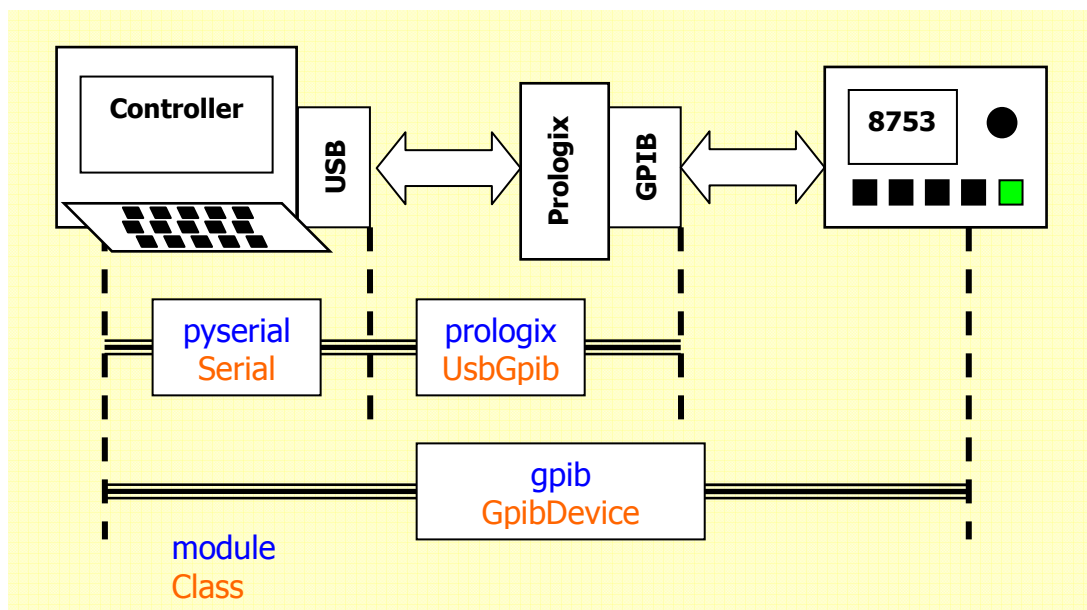 Controller
USB
Prologix
GPIB
8753
pyserial
Serial
prologix
UsbGpib
gpib
GpibDevice
module
Class